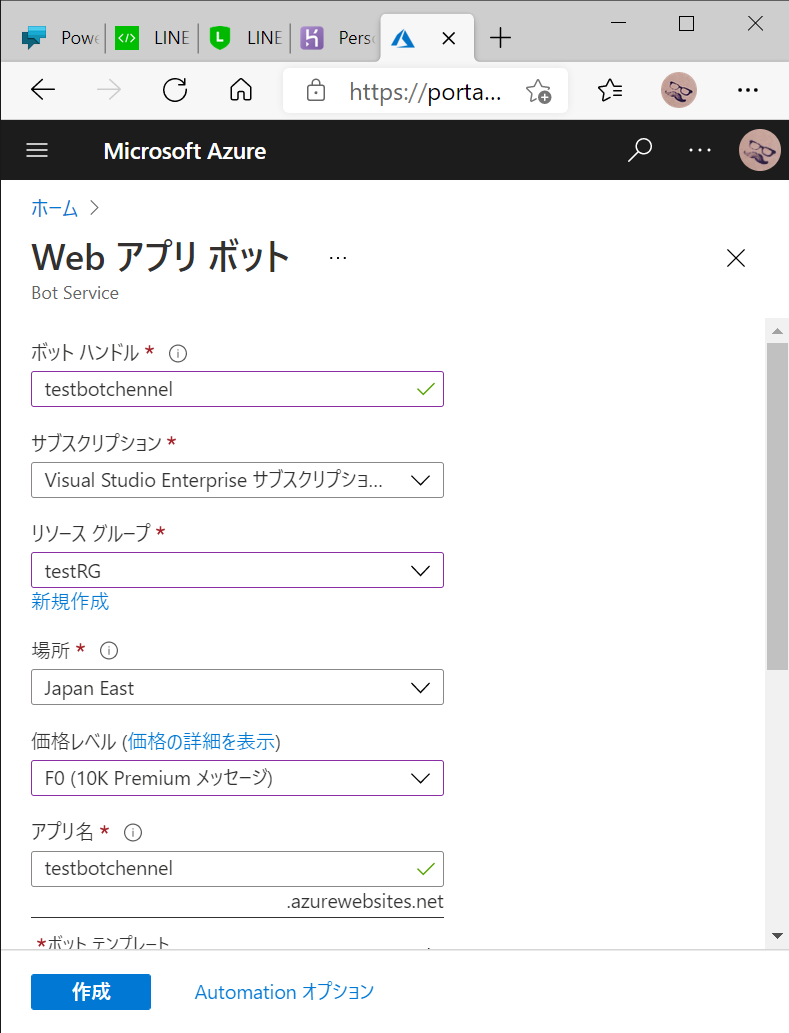 Powe LINE LINE Pers
https://porta...
Microsoft Azure
ホーム
Web アプリ ボット ...
Bot Service
ボット ハンドル *
testbotchennel
サブスクリプション *
Visual Studio Enterprise サブスクリプショ...
リソース グループ *
testRG
新規作成
場所 *
Japan East
価格レベル (価格の詳細を表示)
F0 (10K Premium メッセージ)
アプリ名 *
testbotchennel
.azurewebsites.net
*ボット テンプレート
作成 Automation オプション